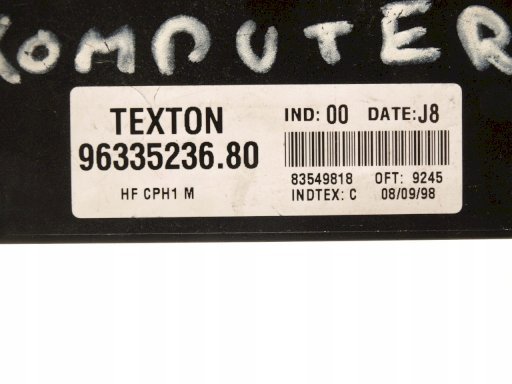 KOMPUTER
TEXTON
96335236.80
HF CPH1 M
IND: 00 DATE: J8
83549818 OFT: 9245
INDTEX: C 08/09/98